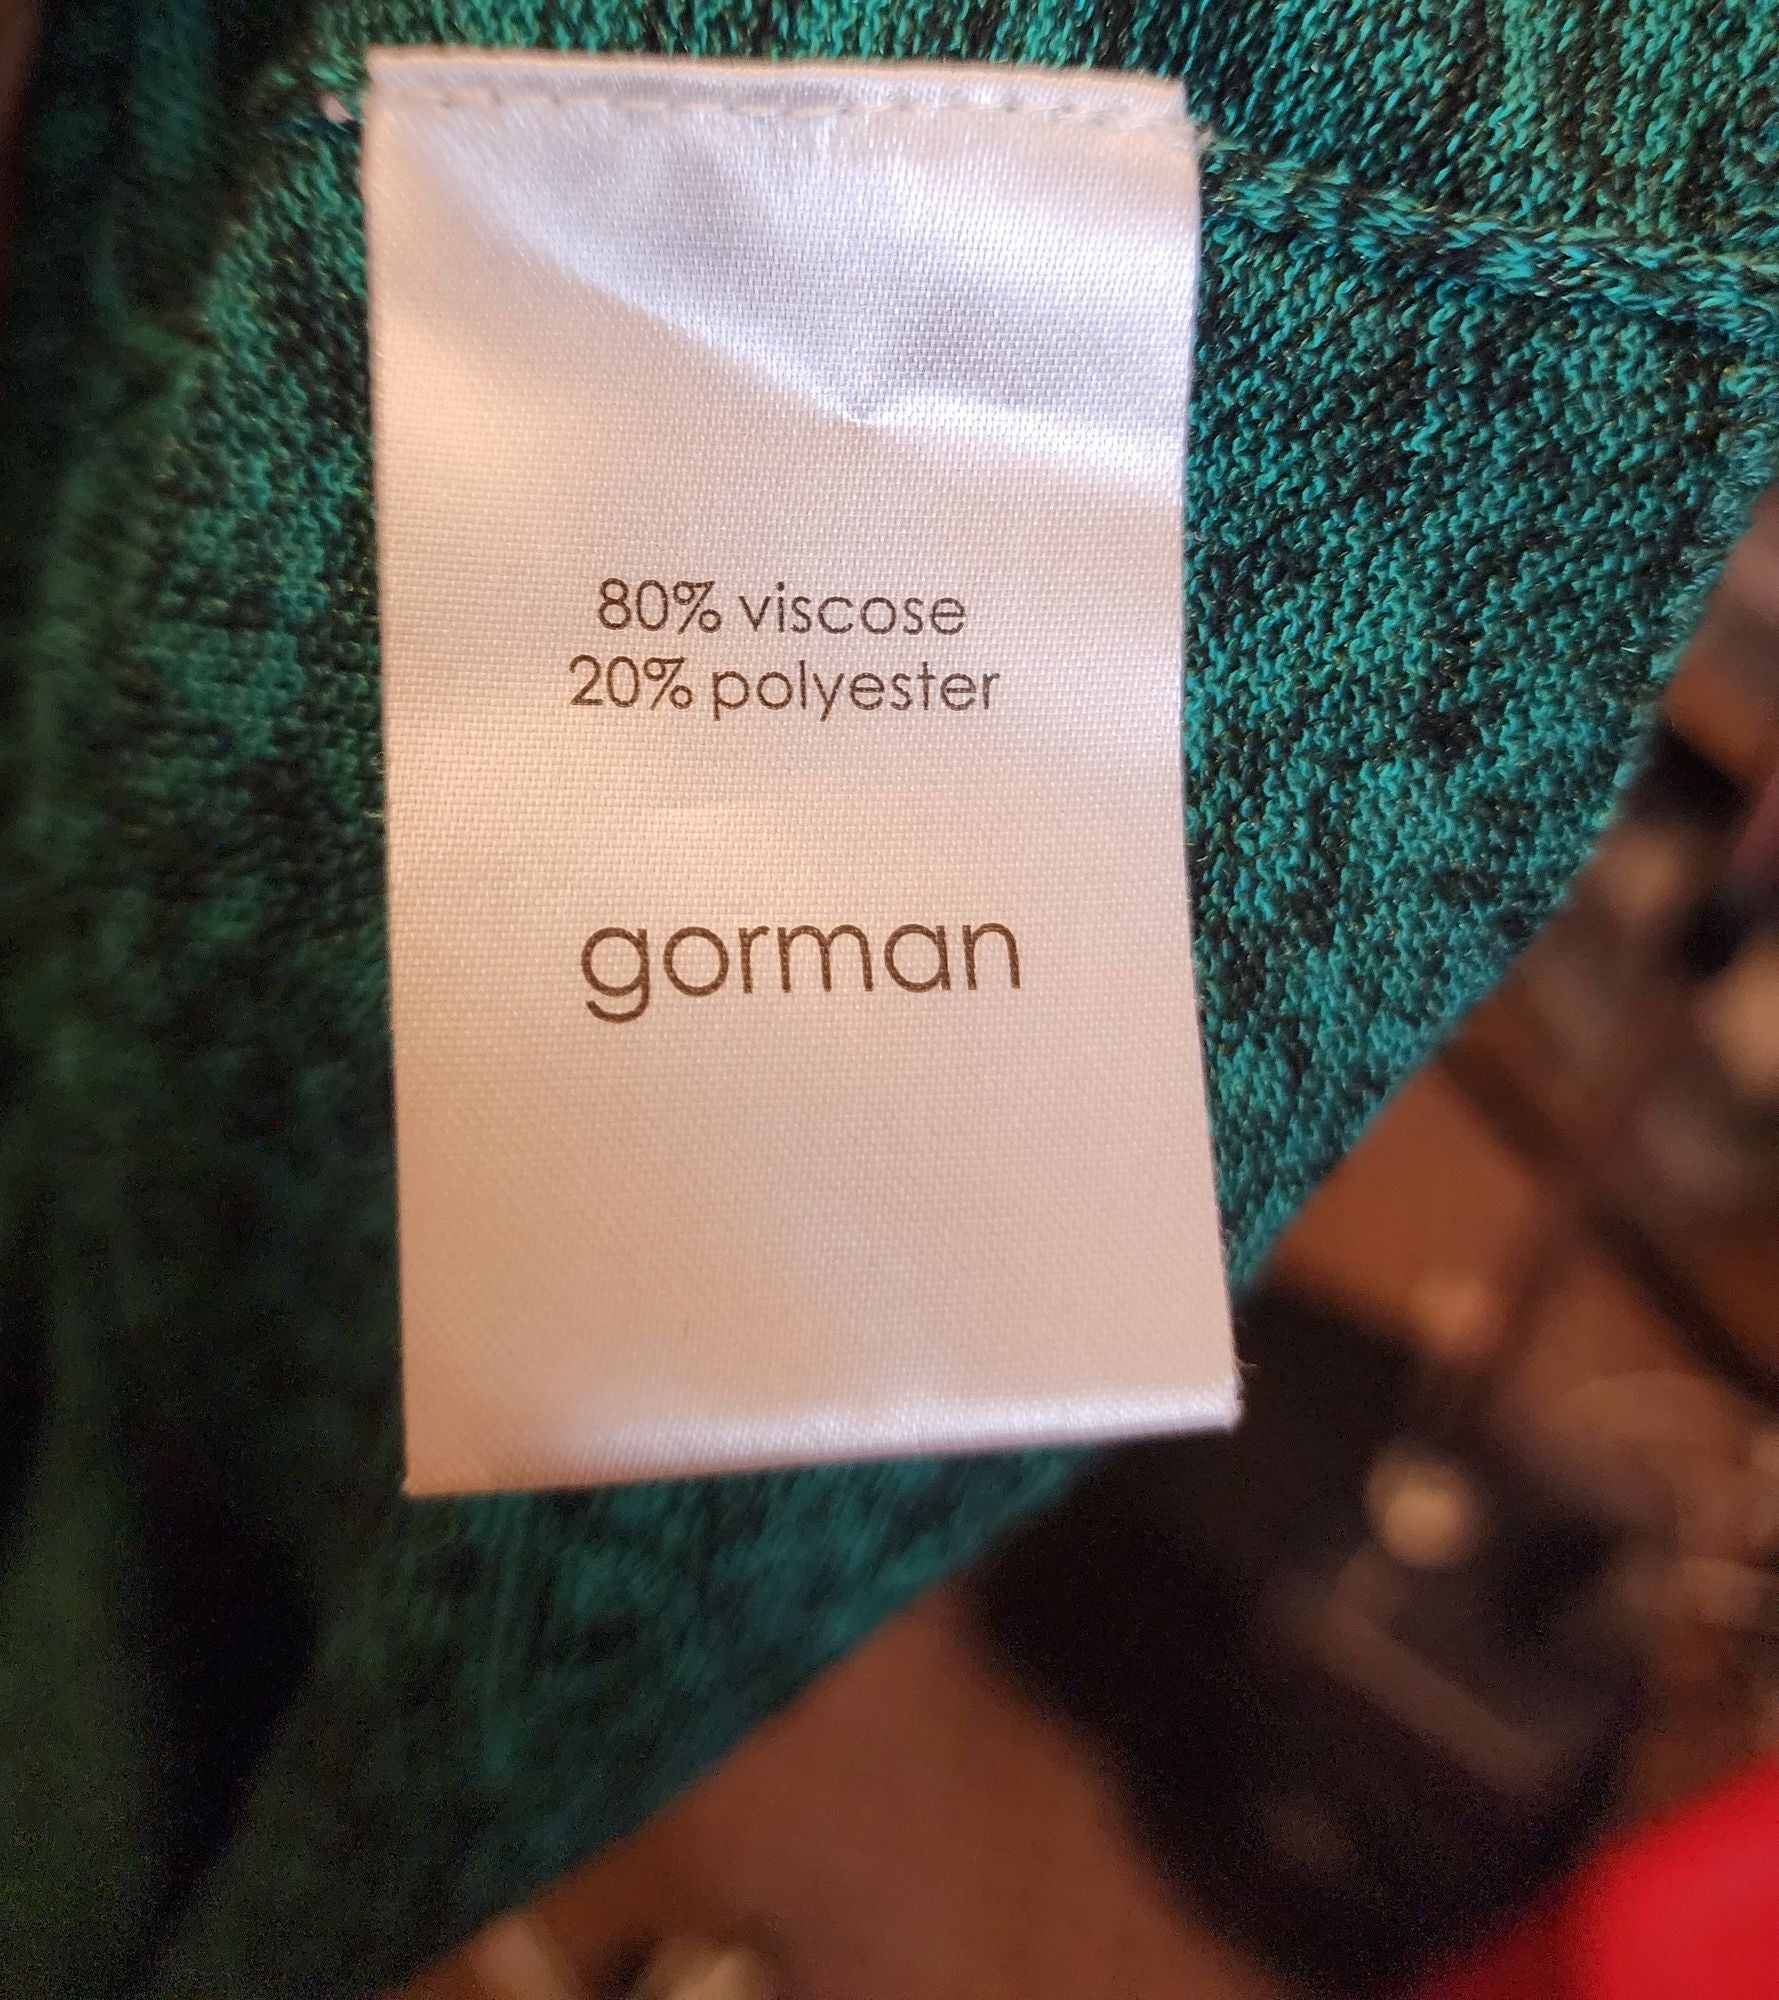 80% viscose
20% polyester
gorman